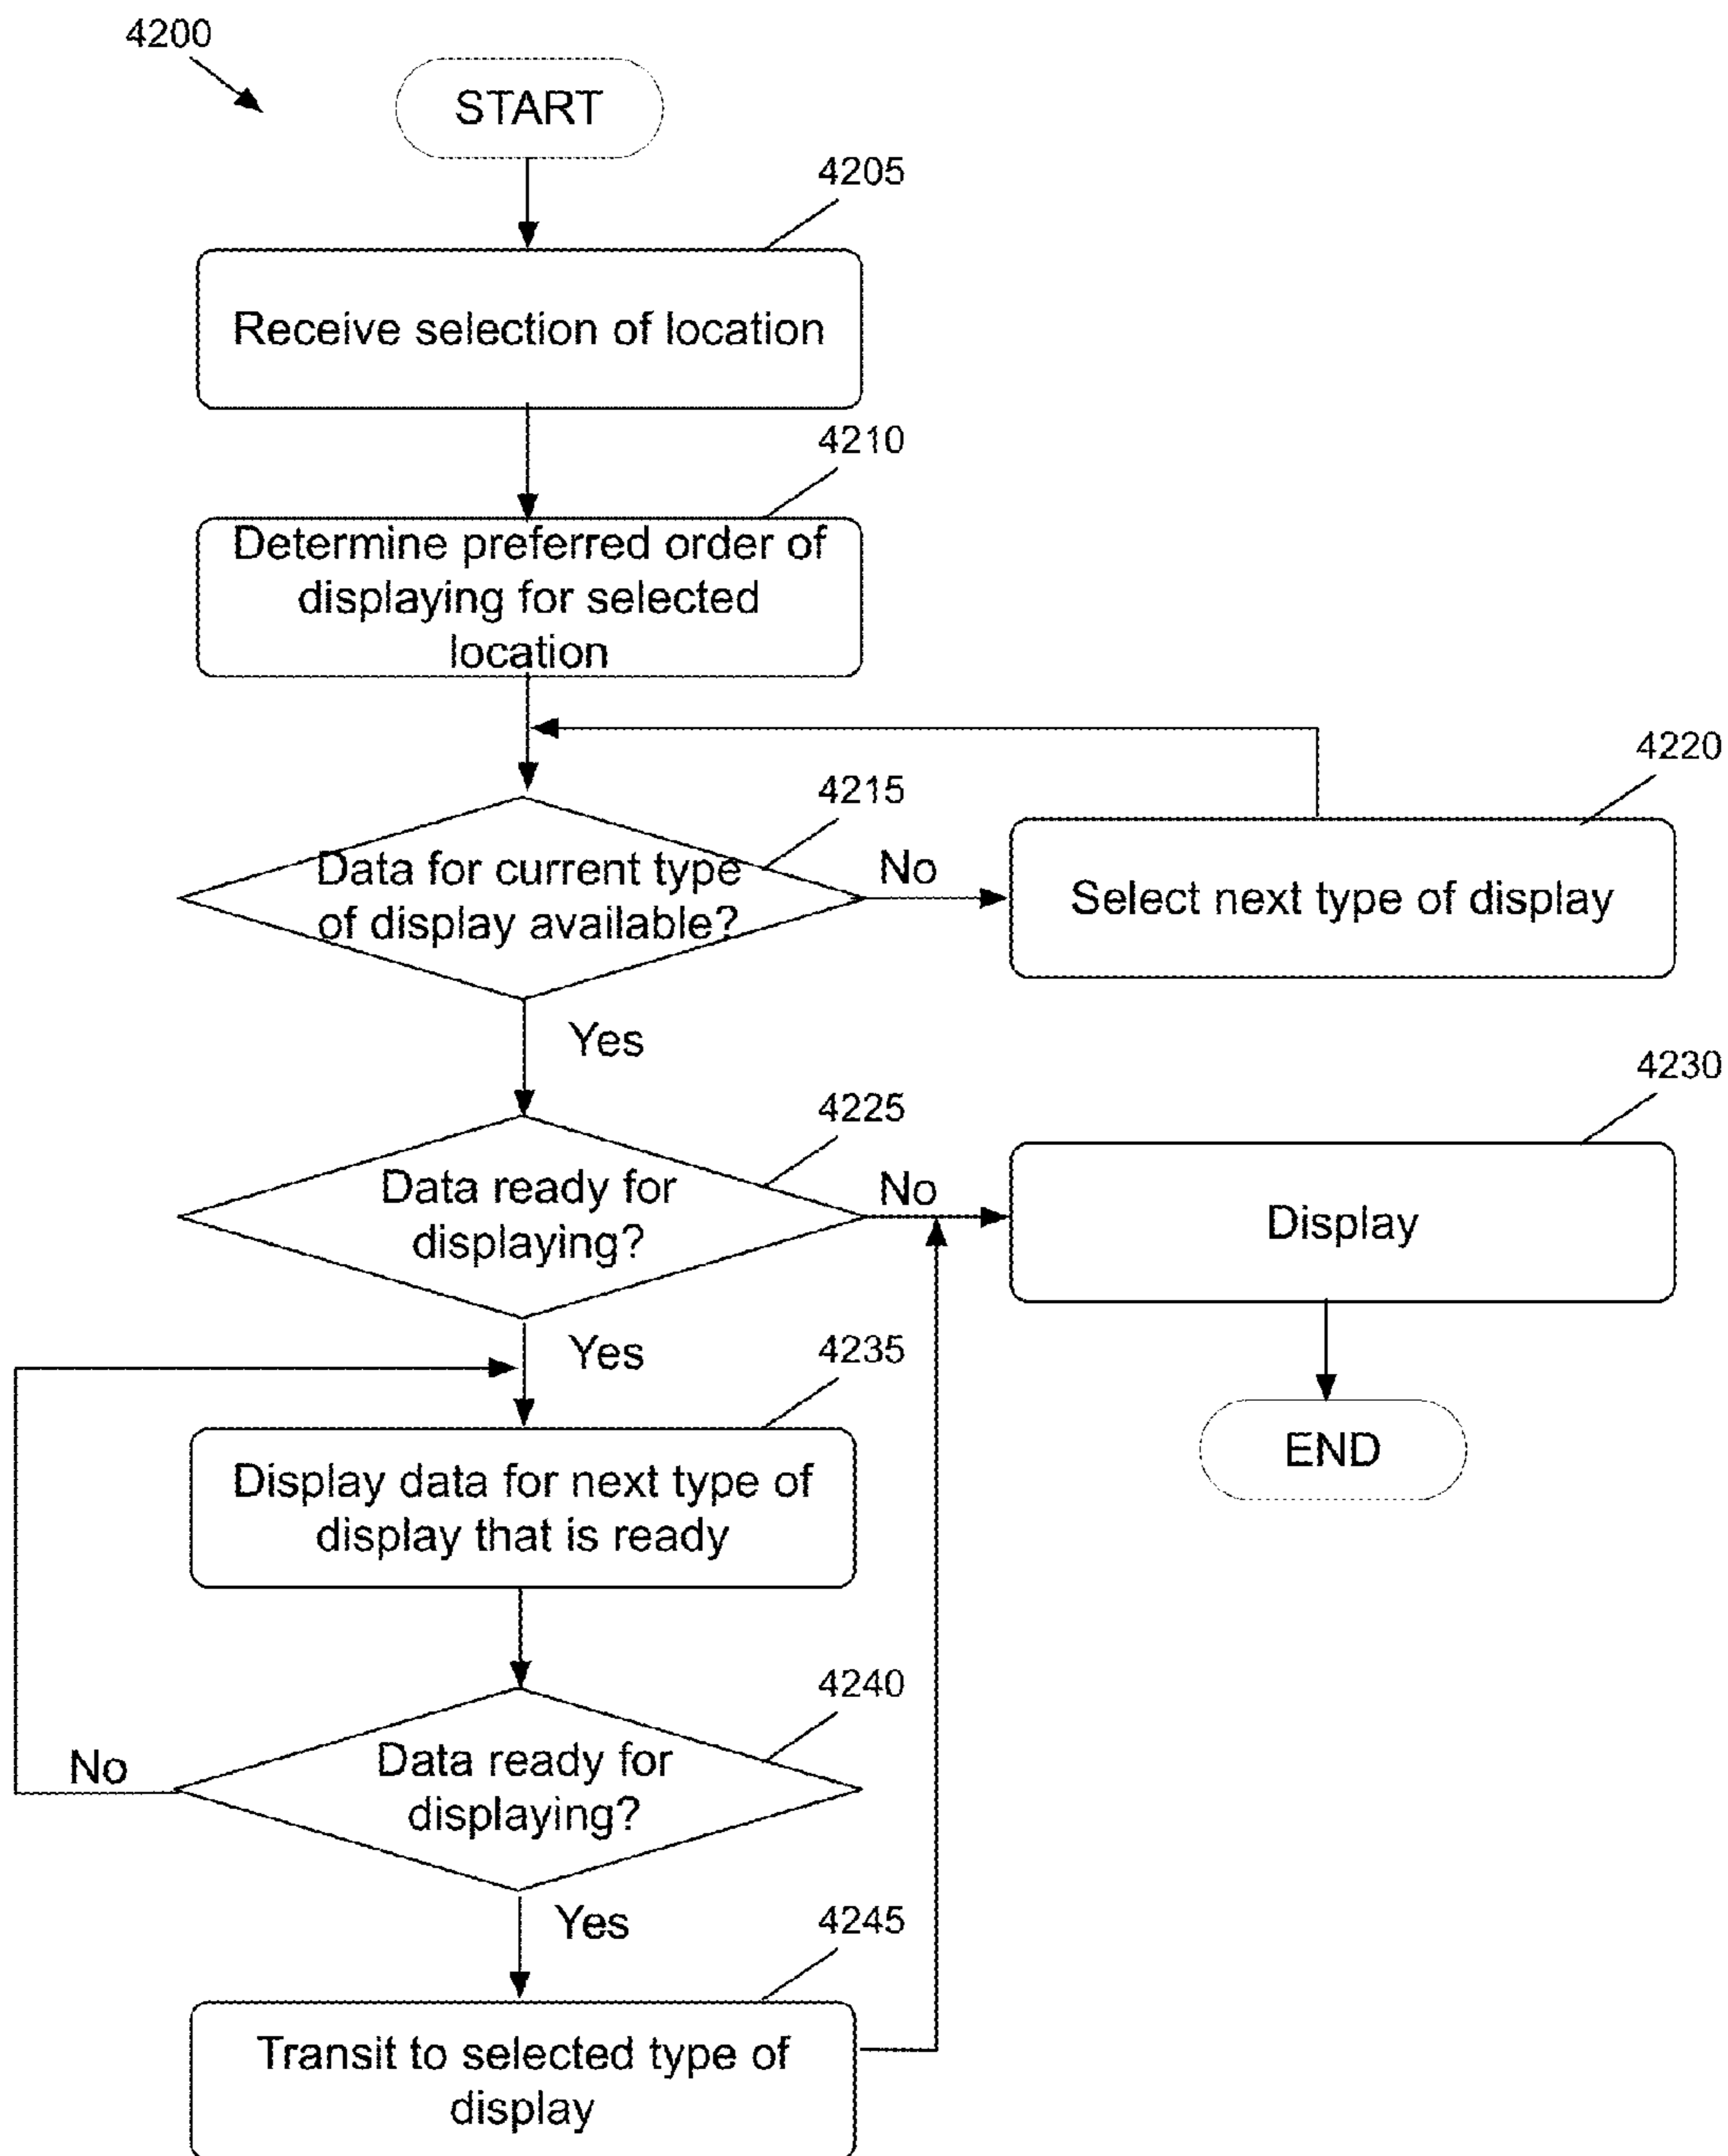 4200
START
4205
Receive selection of location
4210
Determine preferred order of
displaying for selected
location
4215
Data for current type
of display available?
No
4220
Select next type of display
Yes
4225
Data ready for
displaying?
No
4230
Display
Yes
END
4235
Display data for next type of
display that is ready
4240
Data ready for
displaying?
No
Yes
4245
Transit to selected type of
display